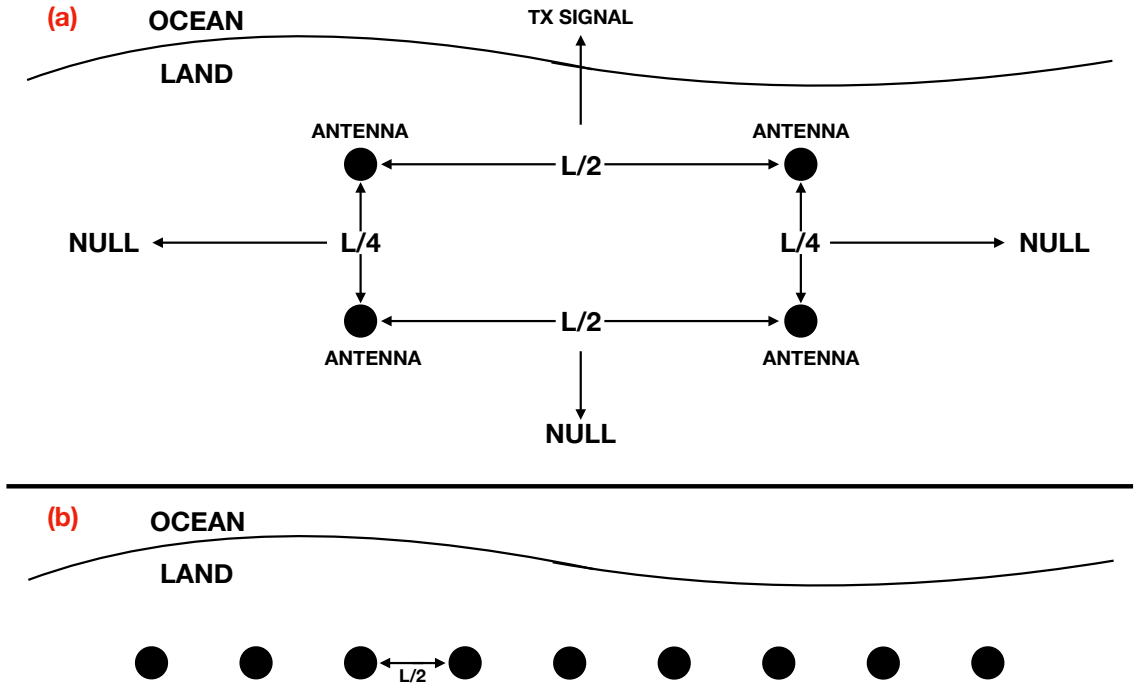 (a)
OCEAN
TX SIGNAL
LAND
ANTENNA
ANTENNA
L/2
NULL
L/4
L/4
NULL
L/2
ANTENNA
ANTENNA
NULL
(b)
OCEAN
LAND
L/2